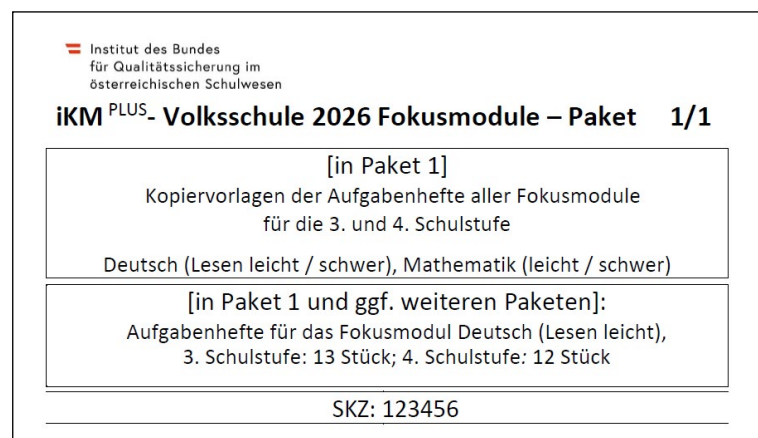 Institut des Bundes
für Qualitätssicherung im
österreichischen Schulwesen
iKM PLUS- Volksschule 2026 Fokusmodule – Paket 1/1
[in Paket 1]
Kopiervorlagen der Aufgabenhefte aller Fokusmodule
für die 3. und 4. Schulstufe
Deutsch (Lesen leicht / schwer), Mathematik (leicht / schwer)
[in Paket 1 und ggf. weiteren Paketen]:
Aufgabenhefte für das Fokusmodul Deutsch (Lesen leicht),
3. Schulstufe: 13 Stück; 4. Schulstufe: 12 Stück
SKZ: 123456